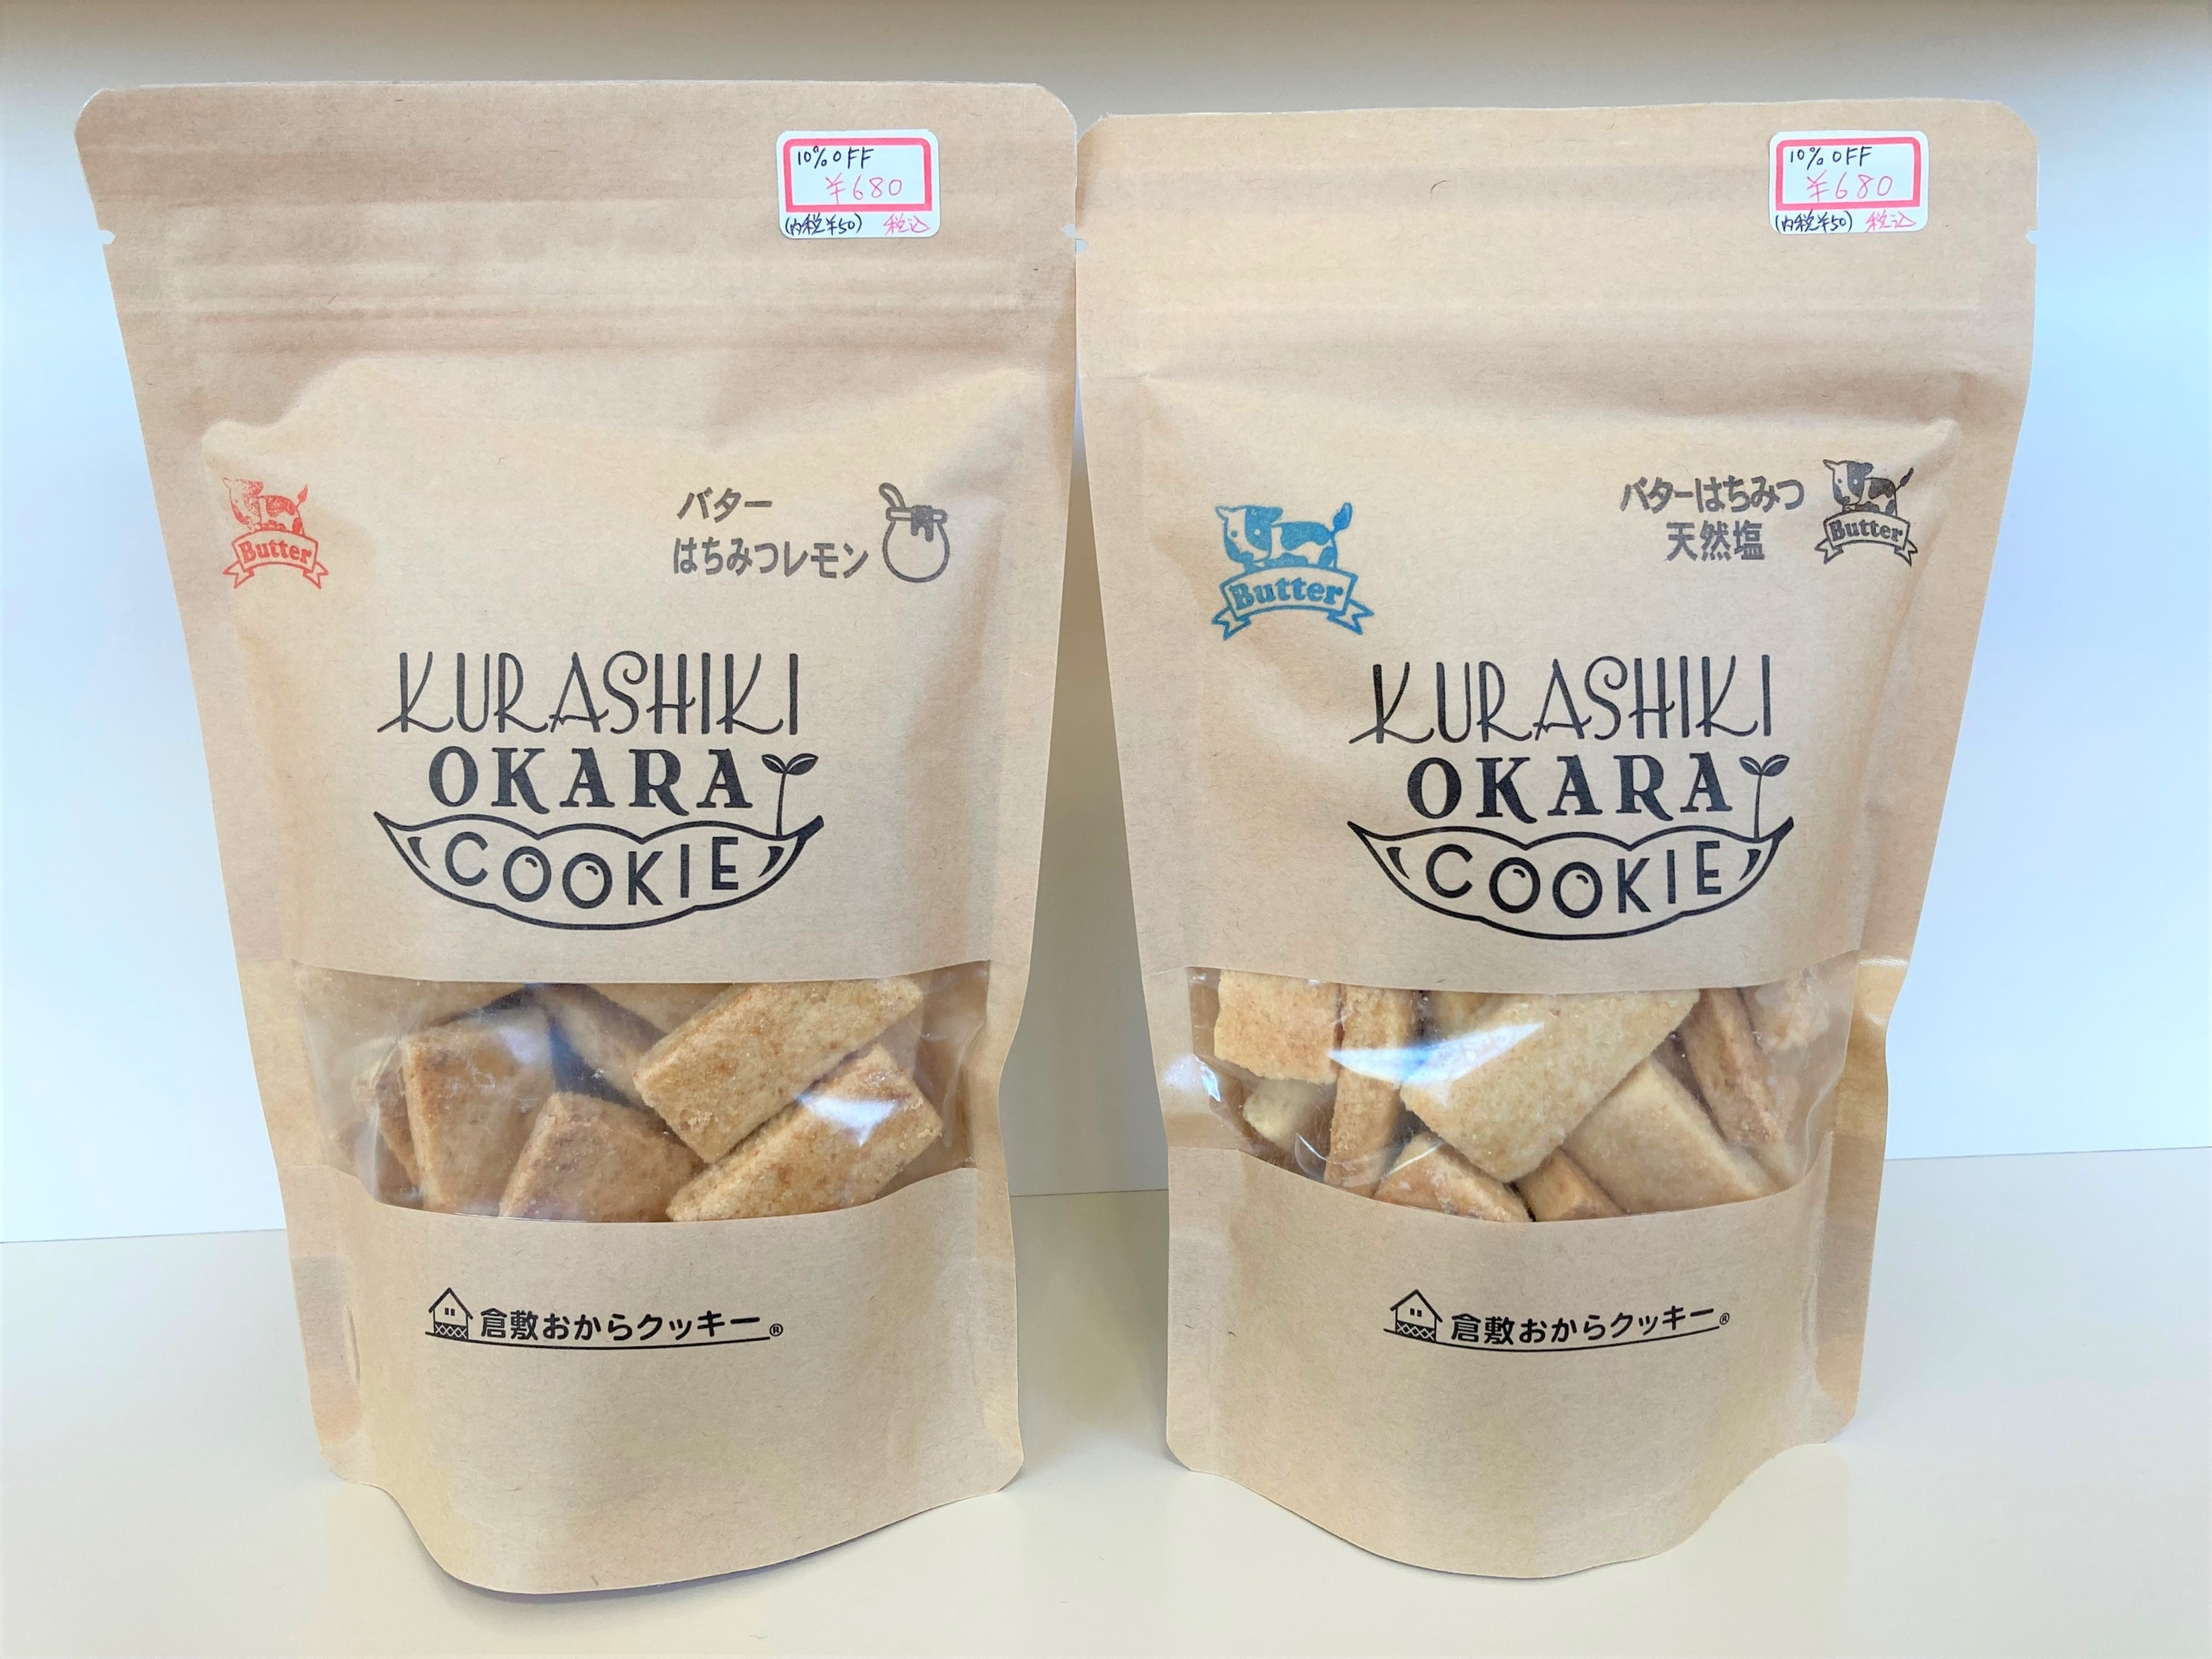 10%OFF
¥680
(内税¥50) 税込
Butter
バター
はちみつレモン
KURASHIKI
OKARA
COOKIE
倉敷おからクッキー®
10%OFF
¥680
(内税¥50) 税込
Butter
バターはちみつ
天然塩
Butter
KURASHIKI
OKARA
COOKIE
倉敷おからクッキー®